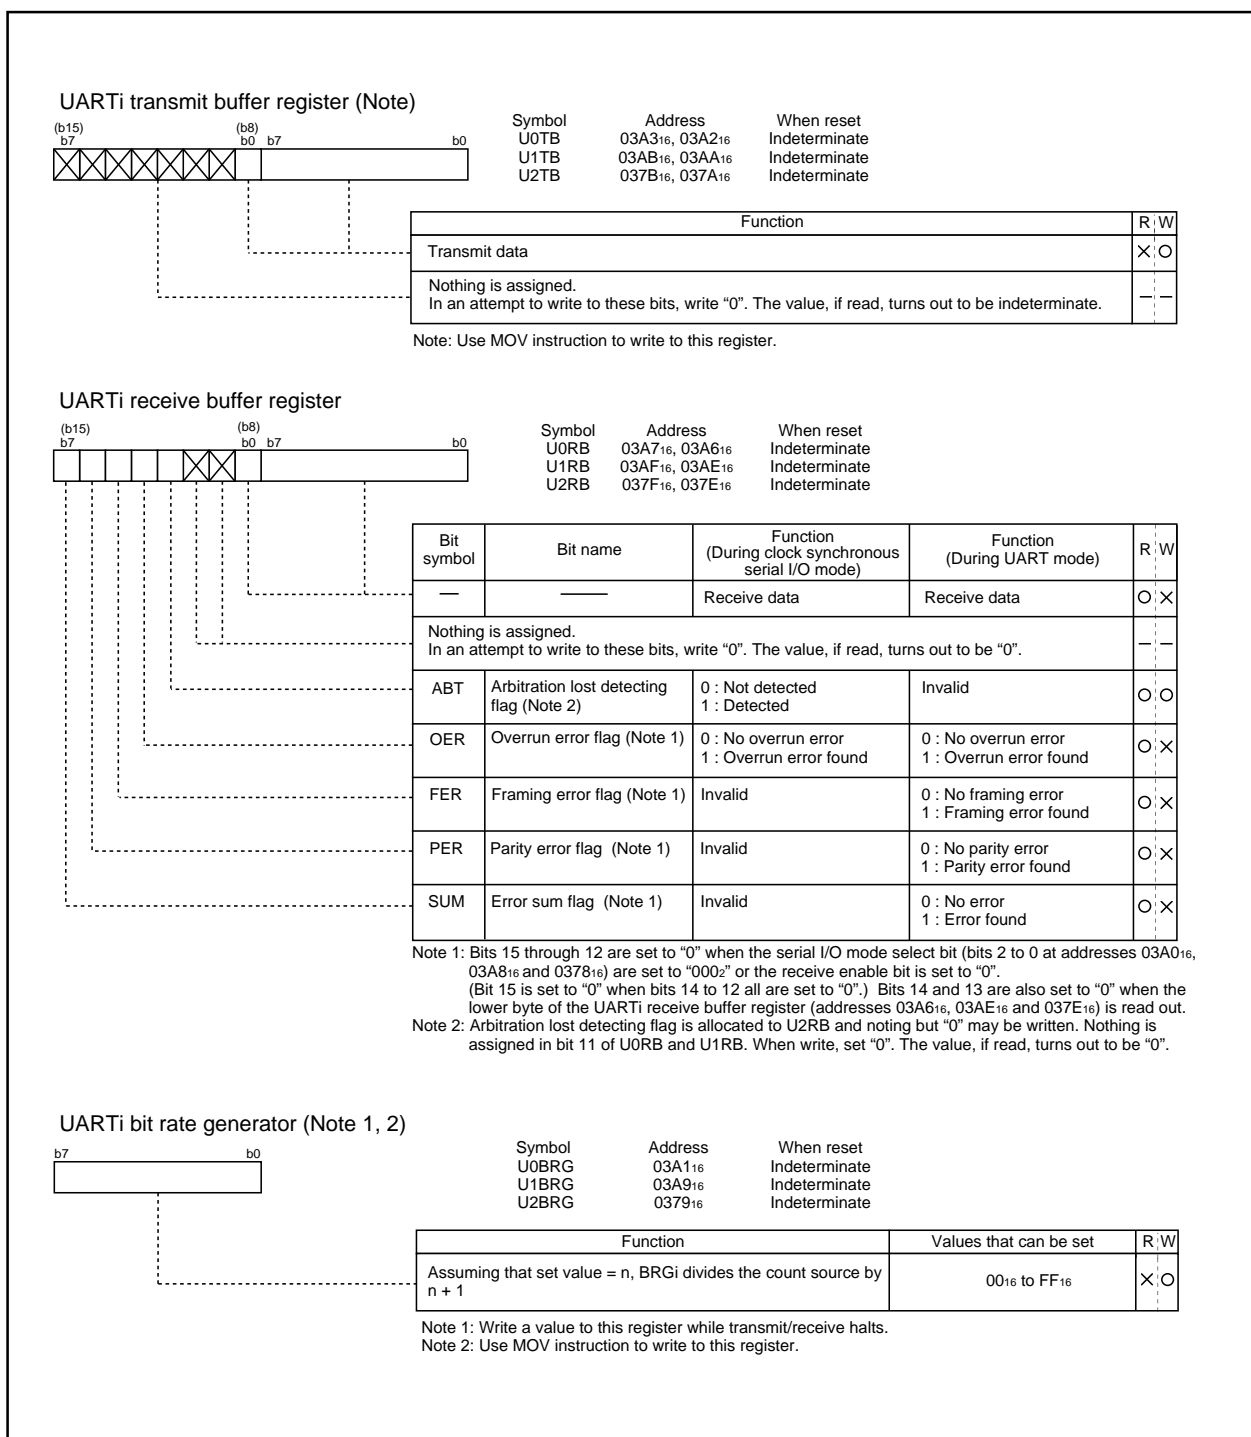 UARTi transmit buffer register (Note)
(b15) (b8)
b7 b0 b7 b0
Symbol Address When reset
U0TB 03A316, 03A216 Indeterminate
U1TB 03AB16, 03AA16 Indeterminate
U2TB 037B16, 037A16 Indeterminate
Function R W
Transmit data
Nothing is assigned.
In an attempt to write to these bits, write “0”. The value, if read, turns out to be indeterminate.
Note: Use MOV instruction to write to this register.
UARTi receive buffer register
(b15) (b8)
b7 b0 b7 b0
Symbol Address When reset
U0RB 03A716, 03A616 Indeterminate
U1RB 03AF16, 03AE16 Indeterminate
U2RB 037F16, 037E16 Indeterminate
Bit symbol Bit name Function (During clock synchronous serial I/O mode) Function (During UART mode) R W
Receive data Receive data
Nothing is assigned.
In an attempt to write to these bits, write “0”. The value, if read, turns out to be “0”.
ABT Arbitration lost detecting 0 : Not detected Invalid
flag (Note 2) 1 : Detected
OER Overrun error flag (Note 1) 0 : No overrun error 0 : No overrun error
1 : Overrun error found 1 : Overrun error found
FER Framing error flag (Note 1) Invalid 0 : No framing error
1 : Framing error found
PER Parity error flag (Note 1) Invalid 0 : No parity error
1 : Parity error found
SUM Error sum flag (Note 1) Invalid 0 : No error
1 : Error found
Note 1: Bits 15 through 12 are set to “0” when the serial I/O mode select bit (bits 2 to 0 at addresses 03A016,
03A816 and 037816) are set to “0002” or the receive enable bit is set to “0”.
(Bit 15 is set to “0” when bits 14 to 12 all are set to “0”.) Bits 14 and 13 are also set to “0” when the
lower byte of the UARTi receive buffer register (addresses 03A616, 03AE16 and 037E16) is read out.
Note 2: Arbitration lost detecting flag is allocated to U2RB and noting but “0” may be written. Nothing is
assigned in bit 11 of U0RB and U1RB. When write, set “0”. The value, if read, turns out to be “0”.
UARTi bit rate generator (Note 1, 2)
b7 b0
Symbol Address When reset
U0BRG 03A116 Indeterminate
U1BRG 03A916 Indeterminate
U2BRG 037916 Indeterminate
Function Values that can be set R W
Assuming that set value = n, BRGi divides the count source by 0016 to FF16
n + 1
Note 1: Write a value to this register while transmit/receive halts.
Note 2: Use MOV instruction to write to this register.